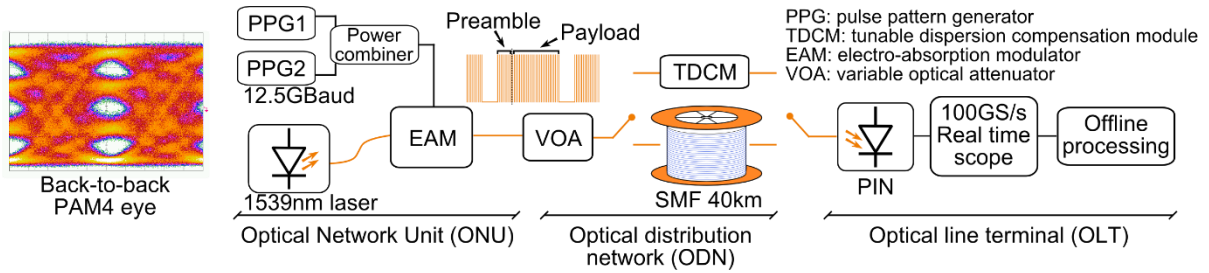 Back-to-back
PAM4 eye
PPG1
PPG2
12.5GBaud
Power
combiner
Preamble
Payload
1539nm laser
EAM
VOA
TDCM
SMF 40km
PIN
100GS/s
Real time
scope
Offline
processing
PPG: pulse pattern generator
TDCM: tunable dispersion compensation module
EAM: electro-absorption modulator
VOA: variable optical attenuator
Optical Network Unit (ONU)
Optical distribution
network (ODN)
Optical line terminal (OLT)